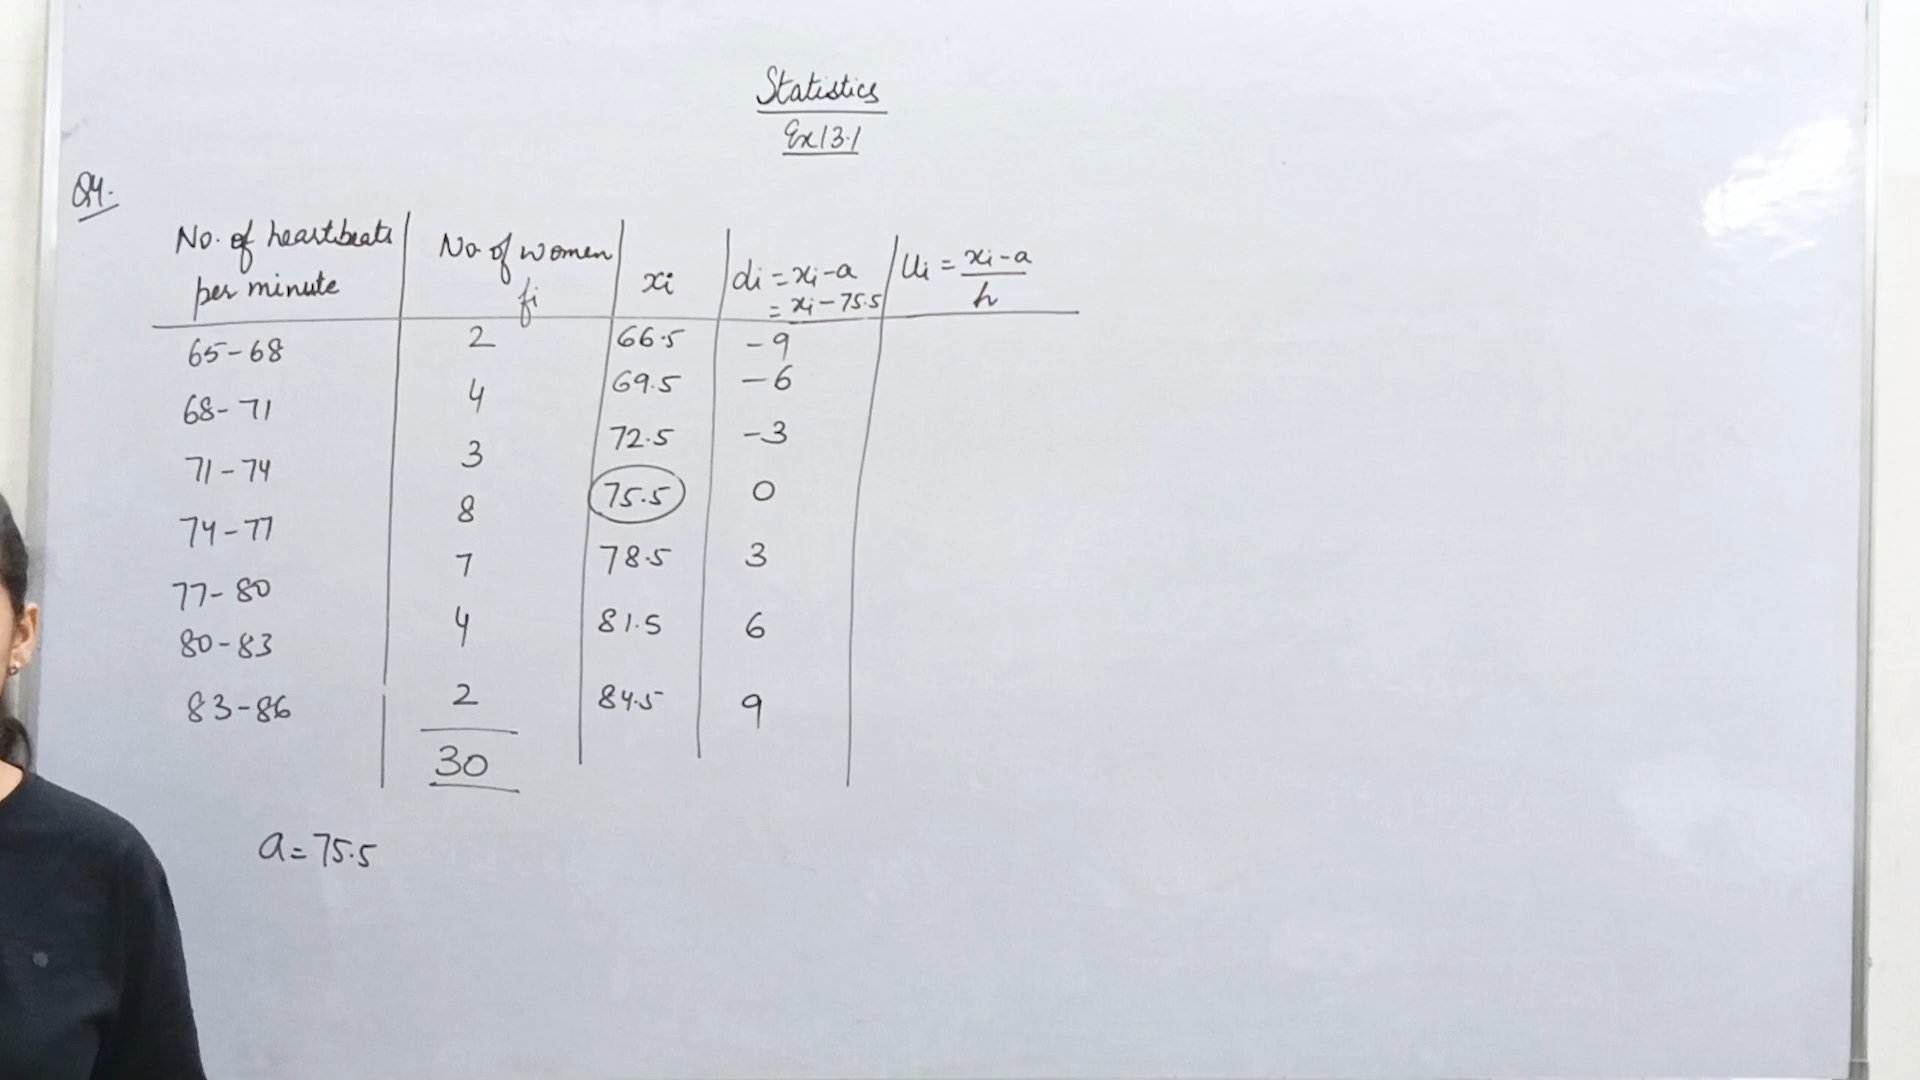 Statistics
Ex 13.1
Q4.
No. of heartbeats per minute | No. of women fi | xi | di = xi-a = xi-75.5 | Ui = xi-a / h
65-68 2 66.5 -9
68-71 4 69.5 -6
71-74 3 72.5 -3
74-77 8 75.5 0
77-80 7 78.5 3
80-83 4 81.5 6
83-86 2 84.5 9
30
a = 75.5